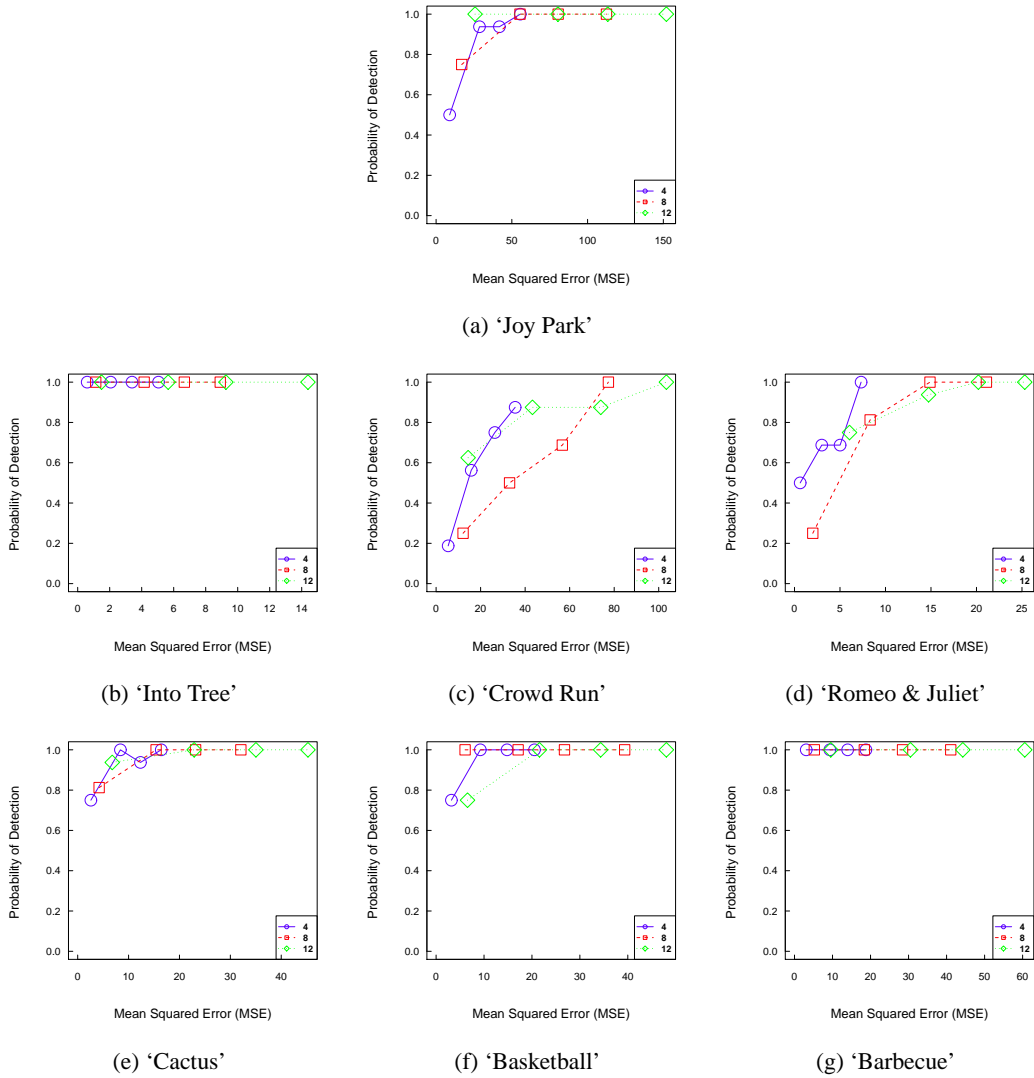 Probability of Detection
1.0
0.8
0.6
0.4
0.2
0.0
4
8
12
0 50 100 150
Mean Squared Error (MSE)
(a) ‘Joy Park’
Probability of Detection
1.0
0.8
0.6
0.4
0.2
0.0
4
8
12
0 2 4 6 8 10 12 14
Mean Squared Error (MSE)
(b) ‘Into Tree’
Probability of Detection
1.0
0.8
0.6
0.4
0.2
0.0
4
8
12
0 20 40 60 80 100
Mean Squared Error (MSE)
(c) ‘Crowd Run’
Probability of Detection
1.0
0.8
0.6
0.4
0.2
0.0
4
8
12
0 5 10 15 20 25
Mean Squared Error (MSE)
(d) ‘Romeo & Juliet’
Probability of Detection
1.0
0.8
0.6
0.4
0.2
0.0
4
8
12
0 10 20 30 40
Mean Squared Error (MSE)
(e) ‘Cactus’
Probability of Detection
1.0
0.8
0.6
0.4
0.2
0.0
4
8
12
0 10 20 30 40
Mean Squared Error (MSE)
(f) ‘Basketball’
Probability of Detection
1.0
0.8
0.6
0.4
0.2
0.0
4
8
12
0 10 20 30 40 50 60
Mean Squared Error (MSE)
(g) ‘Barbecue’